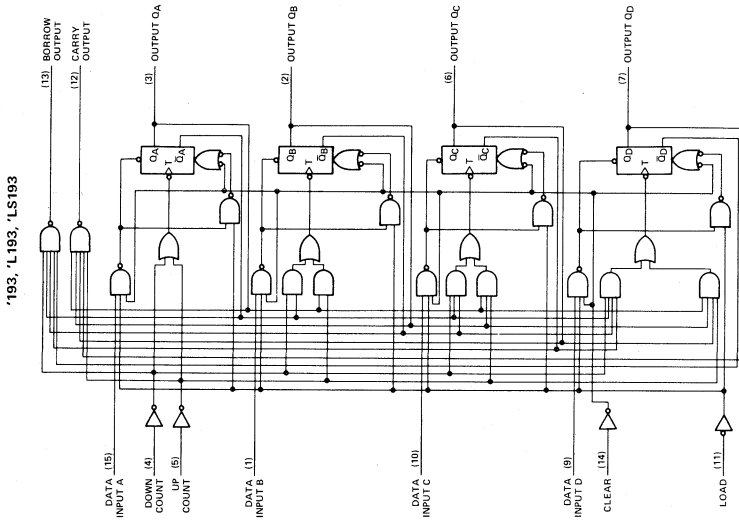 '193, 'L193, 'LS193
(13) BORROW
OUTPUT
(12) CARRY
OUTPUT
(3) OUTPUT QA
(2) OUTPUT QB
(6) OUTPUT QC
(7) OUTPUT QD
QA
T
Q̅A
QB
T
Q̅B
QC
T
Q̅C
QD
T
Q̅D
DATA (15)
INPUT A
DOWN (4)
COUNT
UP (5)
COUNT
DATA (1)
INPUT B
DATA (10)
INPUT C
DATA (9)
INPUT D
CLEAR (14)
LOAD (11)